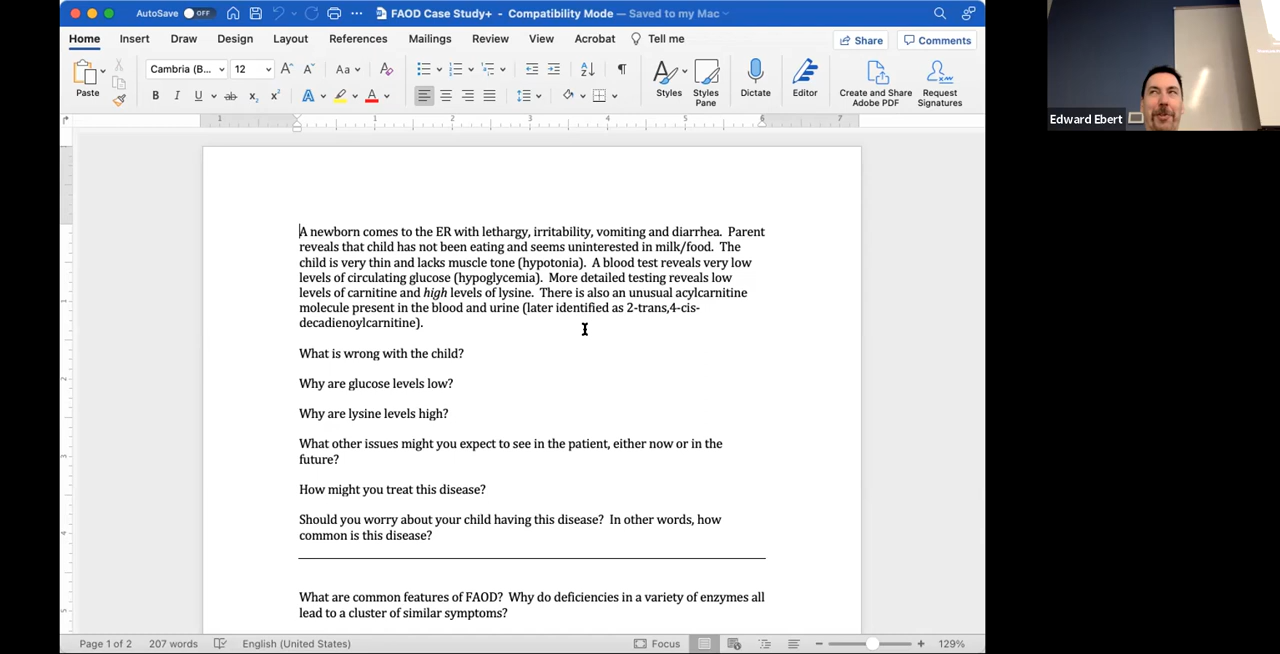 AutoSave OFF FAOD Case Study+ - Compatibility Mode — Saved to my Mac
Home Insert Draw Design Layout References Mailings Review View Acrobat Tell me Share Comments
Paste Cambria (B... 12 Aa Styles Styles Pane Dictate Editor Create and Share Adobe PDF Request Signatures
1 1 2 3 4 5 6 7
A newborn comes to the ER with lethargy, irritability, vomiting and diarrhea. Parent
reveals that child has not been eating and seems uninterested in milk/food. The
child is very thin and lacks muscle tone (hypotonia). A blood test reveals very low
levels of circulating glucose (hypoglycemia). More detailed testing reveals low
levels of carnitine and high levels of lysine. There is also an unusual acylcarnitine
molecule present in the blood and urine (later identified as 2-trans,4-cis-
decadienoylcarnitine).
What is wrong with the child?
Why are glucose levels low?
Why are lysine levels high?
What other issues might you expect to see in the patient, either now or in the
future?
How might you treat this disease?
Should you worry about your child having this disease? In other words, how
common is this disease?
What are common features of FAOD? Why do deficiencies in a variety of enzymes all
lead to a cluster of similar symptoms?
Page 1 of 2 207 words English (United States) Focus 129%
Edward Ebert